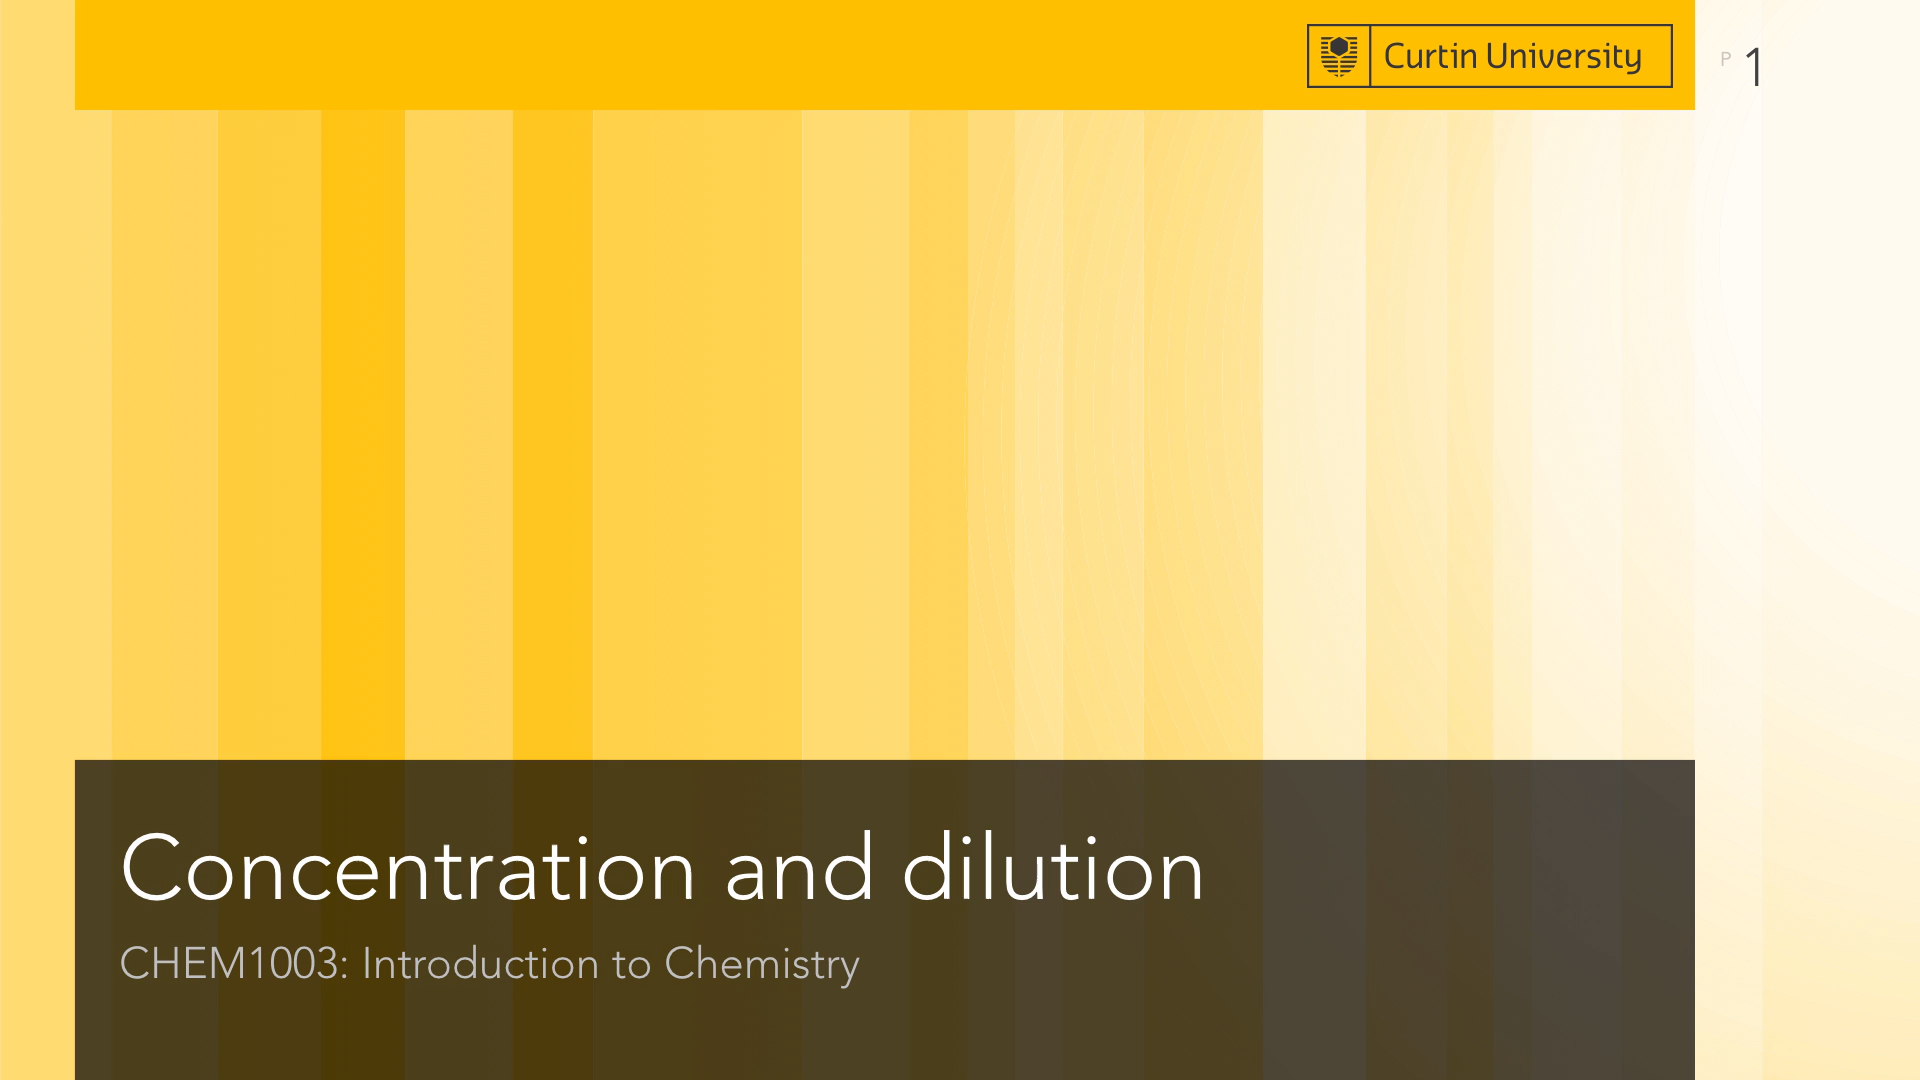 Curtin University
P 1
Concentration and dilution
CHEM1003: Introduction to Chemistry